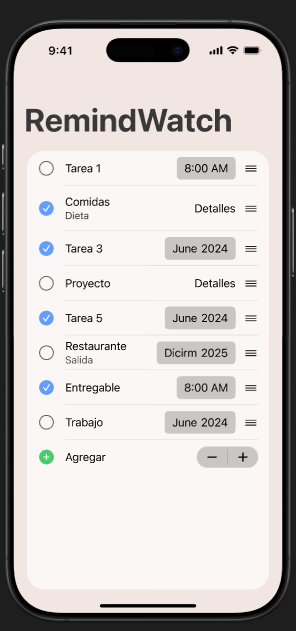 9:41
RemindWatch
Tarea 1 8:00 AM
Comidas
Dieta
Detalles
Tarea 3 June 2024
Proyecto Detalles
Tarea 5 June 2024
Restaurante
Salida
Dicirm 2025
Entregable 8:00 AM
Trabajo June 2024
Agregar